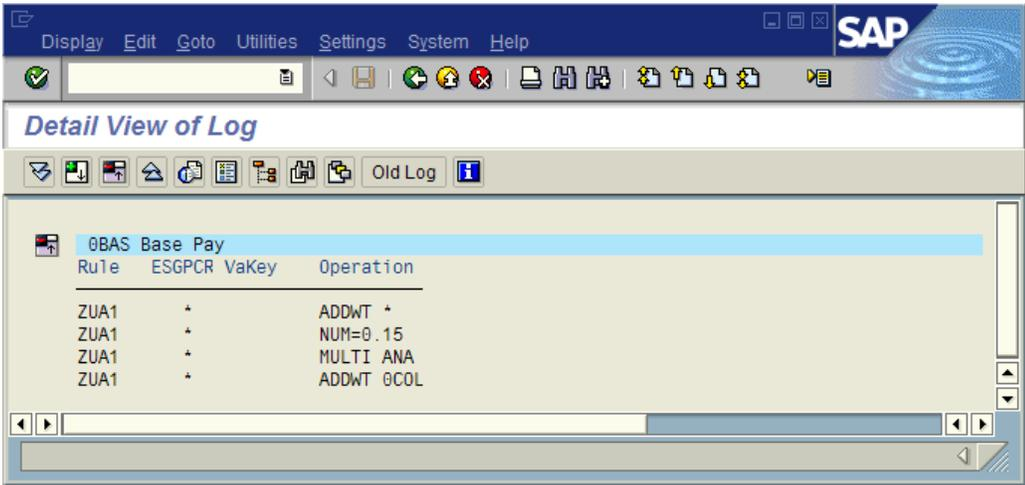 Display Edit Goto Utilities Settings System Help
SAP
Detail View of Log
Old Log
0BAS Base Pay
Rule ESGPCR VaKey Operation
ZUA1 * ADDWT *
ZUA1 * NUM=0.15
ZUA1 * MULTI ANA
ZUA1 * ADDWT 0COL